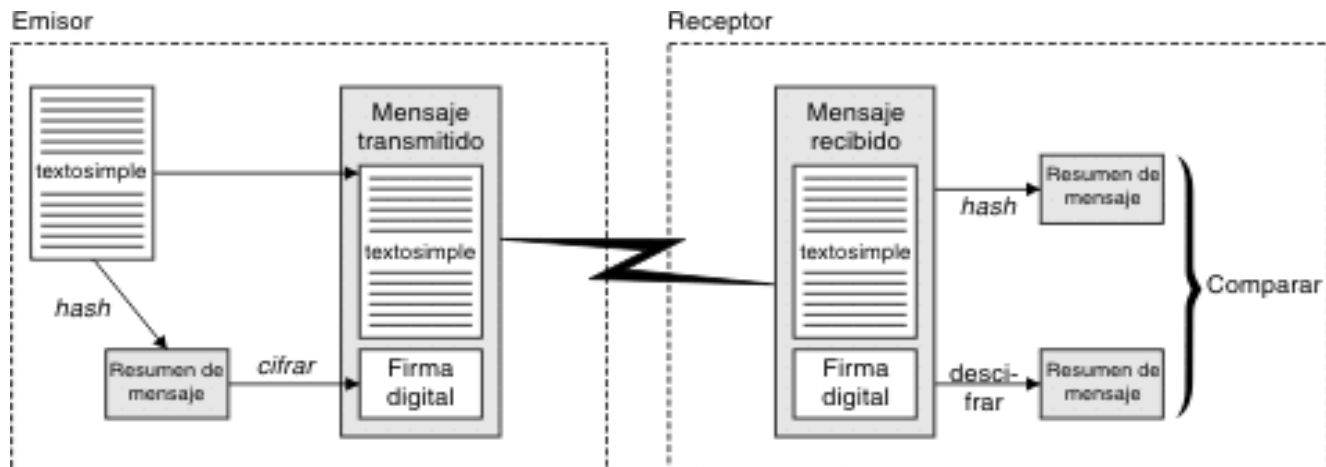 Emisor
Receptor
textosimple
hash
Resumen de
mensaje
cifrar
Mensaje
transmitido
textosimple
Firma
digital
Mensaje
recibido
textosimple
Firma
digital
hash
Resumen de
mensaje
desci-
frar
Resumen de
mensaje
Comparar